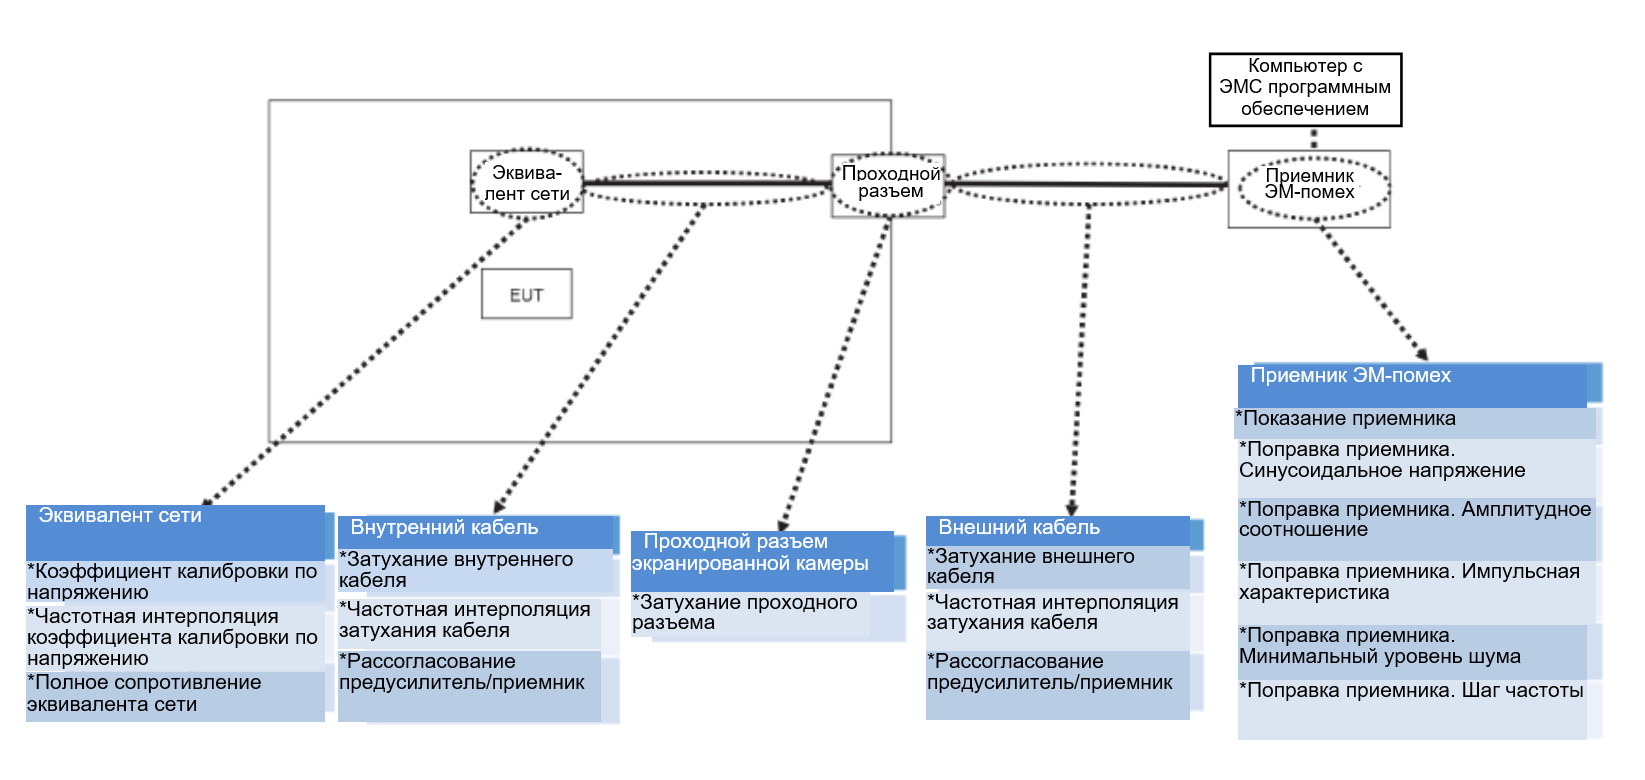 Компьютер с
ЭМС программным
обеспечением
Эквива-
лент сети
Проходной
разъем
Приемник
ЭМ-помех
EUT
Эквивалент сети
*Коэффициент калибровки по
напряжению
*Частотная интерполяция
коэффициента калибровки по
напряжению
*Полное сопротивление
эквивалента сети
Внутренний кабель
*Затухание внутреннего
кабеля
*Частотная интерполяция
затухания кабеля
*Рассогласование
предусилитель/приемник
Проходной разъем
экранированной камеры
*Затухание проходного
разъема
Внешний кабель
*Затухание внешнего
кабеля
*Частотная интерполяция
затухания кабеля
*Рассогласование
предусилитель/приемник
Приемник ЭМ-помех
*Показание приемника
*Поправка приемника.
Синусоидальное напряжение
*Поправка приемника. Амплитудное
соотношение
*Поправка приемника. Импульсная
характеристика
*Поправка приемника.
Минимальный уровень шума
*Поправка приемника. Шаг частоты